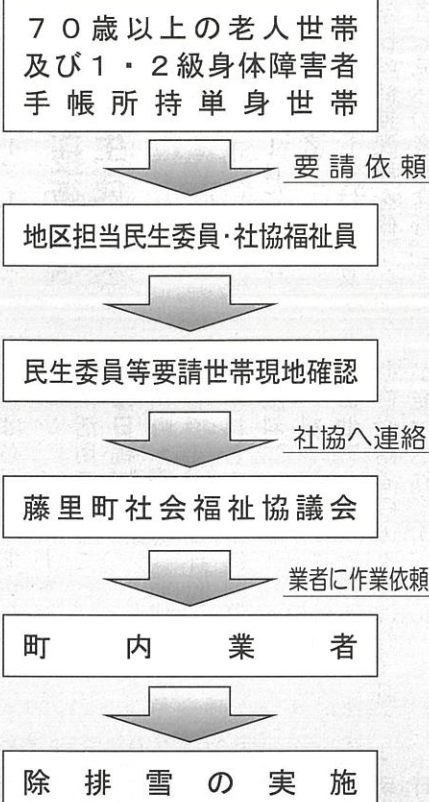 70歳以上の老人世帯
及び1・2級身体障害者
手帳所持単身世帯
要請依頼
地区担当民生委員・社協福祉員
民生委員等要請世帯現地確認
社協へ連絡
藤里町社会福祉協議会
業者に作業依頼
町内業者
除排雪の実施